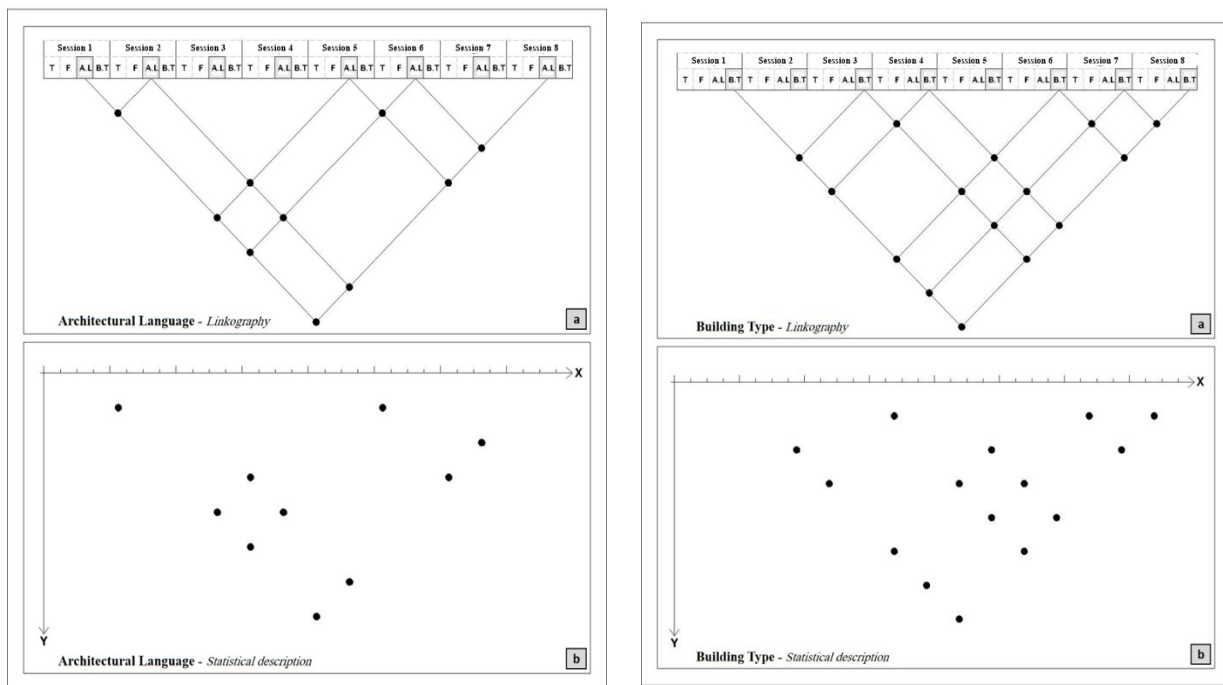 Session 1 Session 2 Session 3 Session 4 Session 5 Session 6 Session 7 Session 8
T F A.L B.T T F A.L B.T T F A.L B.T T F A.L B.T T F A.L B.T T F A.L B.T T F A.L B.T T F A.L B.T
Architectural Language - Linkography
a
X
Y
Architectural Language - Statistical description
b
Session 1 Session 2 Session 3 Session 4 Session 5 Session 6 Session 7 Session 8
T F A.L B.T T F A.L B.T T F A.L B.T T F A.L B.T T F A.L B.T T F A.L B.T T F A.L B.T T F A.L B.T
Building Type - Linkography
a
X
Y
Building Type - Statistical description
b